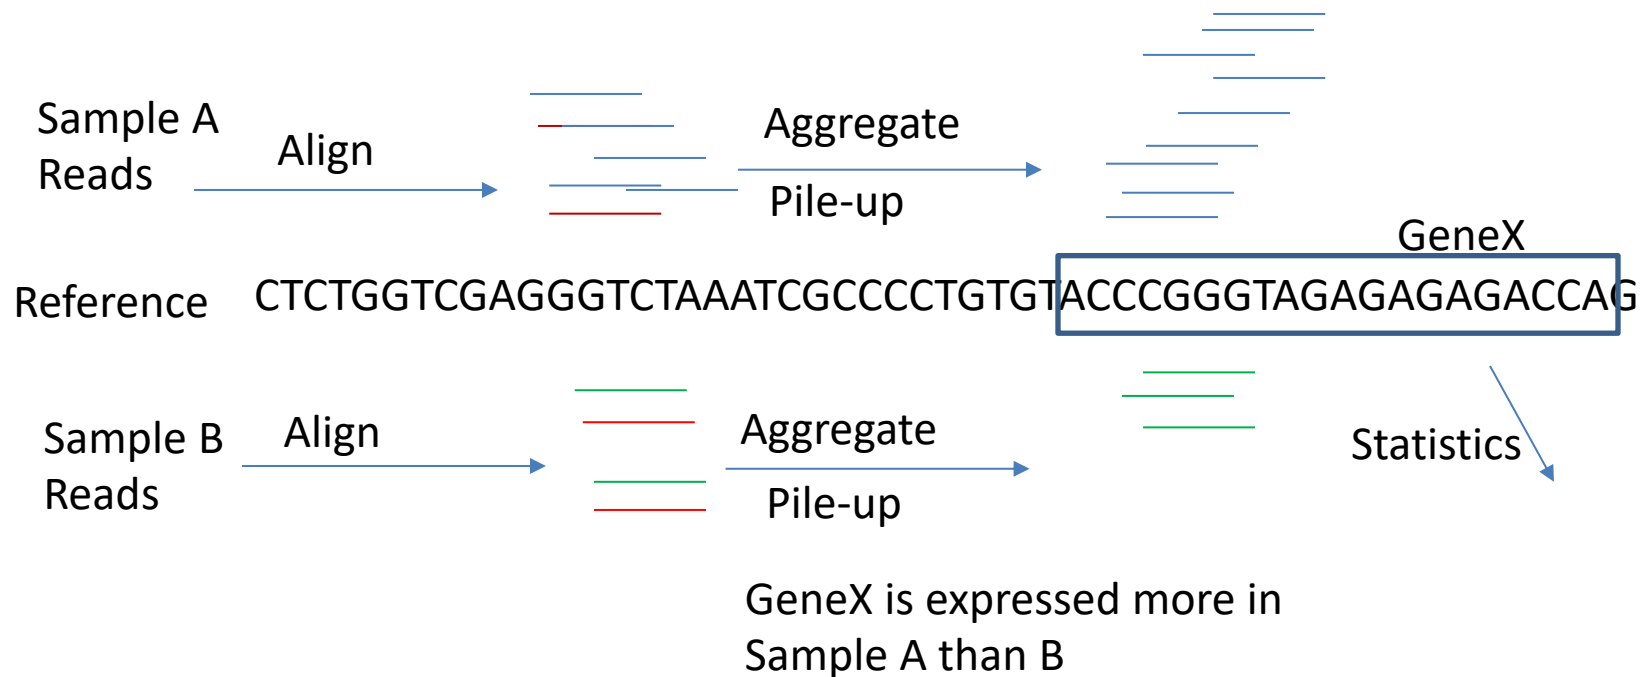 Sample A
Reads
Align
Aggregate
Pile-up
GeneX
Reference
CTCTGGTCGAGGGTCTAAATCGCCCCTGTGTACCCGGGTAGAGAGAGACCAG
Sample B
Reads
Align
Aggregate
Pile-up
Statistics
GeneX is expressed more in
Sample A than B